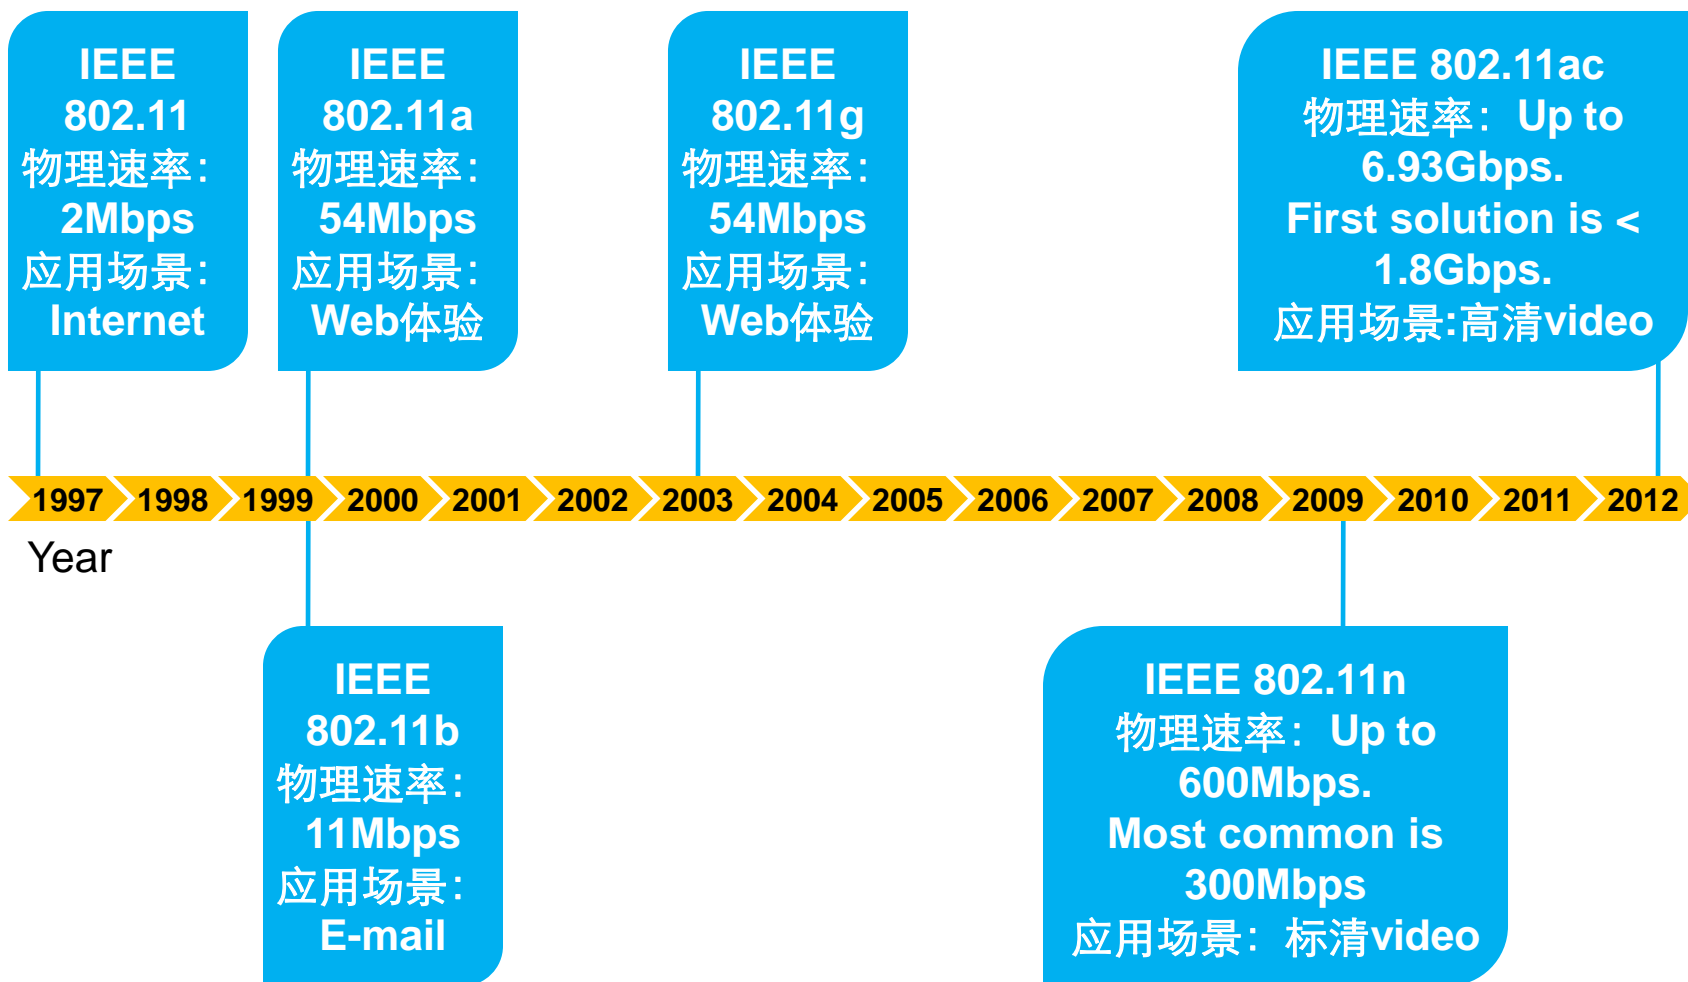 IEEE
802.11
物理速率：
2Mbps
应用场景：
Internet
IEEE
802.11a
物理速率：
54Mbps
应用场景：
Web体验
IEEE
802.11g
物理速率：
54Mbps
应用场景：
Web体验
IEEE 802.11ac
物理速率：Up to
6.93Gbps.
First solution is <
1.8Gbps.
应用场景:高清video
1997 1998 1999 2000 2001 2002 2003 2004 2005 2006 2007 2008 2009 2010 2011 2012
Year
IEEE
802.11b
物理速率：
11Mbps
应用场景：
E-mail
IEEE 802.11n
物理速率：Up to
600Mbps.
Most common is
300Mbps
应用场景：标清video